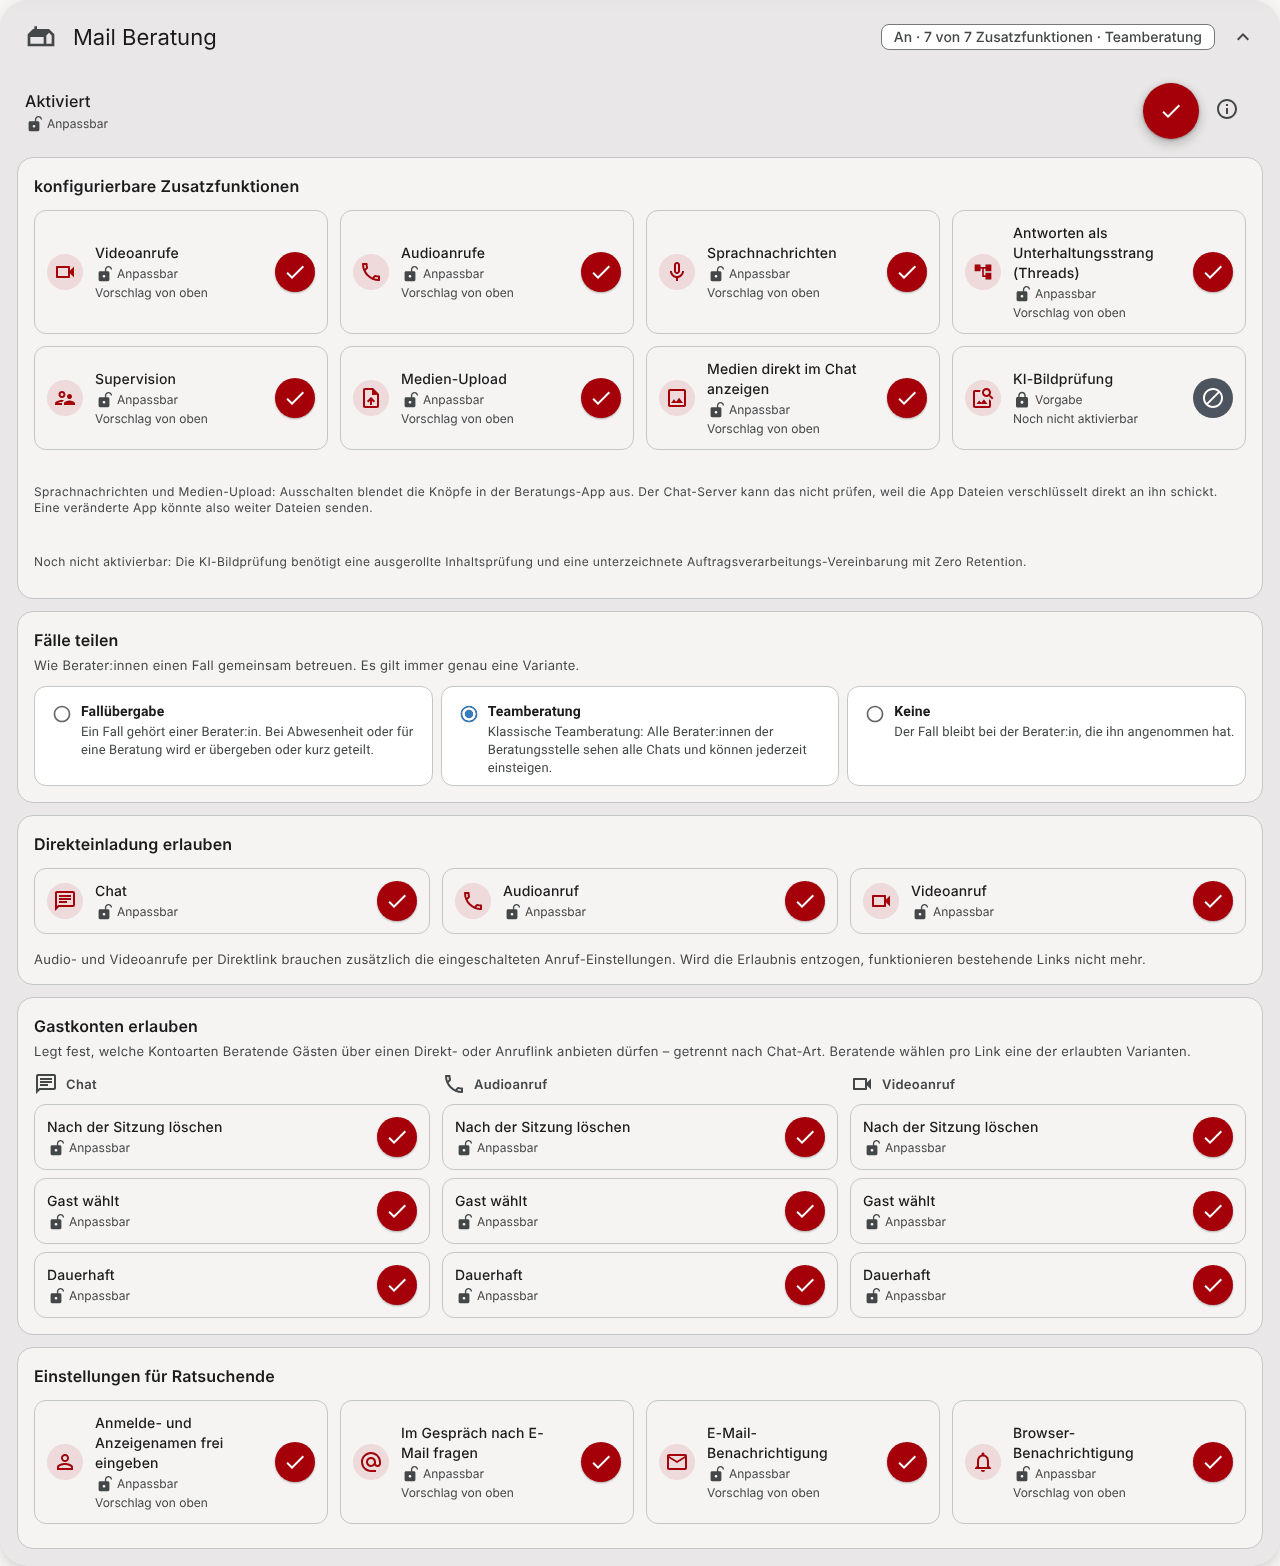 Mail Beratung
An · 7 von 7 Zusatzfunktionen · Teamberatung
Aktiviert
Anpassbar
konfigurierbare Zusatzfunktionen
Videoanrufe
Anpassbar
Vorschlag von oben
Audioanrufe
Anpassbar
Vorschlag von oben
Sprachnachrichten
Anpassbar
Vorschlag von oben
Antworten als
Unterhaltungsstrang
(Threads)
Anpassbar
Vorschlag von oben
Supervision
Anpassbar
Vorschlag von oben
Medien-Upload
Anpassbar
Vorschlag von oben
Medien direkt im Chat
anzeigen
Anpassbar
Vorschlag von oben
KI-Bildprüfung
Vorgabe
Noch nicht aktivierbar
Sprachnachrichten und Medien-Upload: Ausschalten blendet die Knöpfe in der Beratungs-App aus. Der Chat-Server kann das nicht prüfen, weil die App Dateien verschlüsselt direkt an ihn schickt.
Eine veränderte App könnte also weiter Dateien senden.
Noch nicht aktivierbar: Die KI-Bildprüfung benötigt eine ausgerollte Inhaltsprüfung und eine unterzeichnete Auftragsverarbeitungs-Vereinbarung mit Zero Retention.
Fälle teilen
Wie Berater:innen einen Fall gemeinsam betreuen. Es gilt immer genau eine Variante.
Fallübergabe
Ein Fall gehört einer Berater:in. Bei Abwesenheit oder für
eine Beratung wird er übergeben oder kurz geteilt.
Teamberatung
Klassische Teamberatung: Alle Berater:innen der
Beratungsstelle sehen alle Chats und können jederzeit
einsteigen.
Keine
Der Fall bleibt bei der Berater:in, die ihn angenommen hat.
Direkteinladung erlauben
Chat
Anpassbar
Audioanruf
Anpassbar
Videoanruf
Anpassbar
Audio- und Videoanrufe per Direktlink brauchen zusätzlich die eingeschalteten Anruf-Einstellungen. Wird die Erlaubnis entzogen, funktionieren bestehende Links nicht mehr.
Gastkonten erlauben
Legt fest, welche Kontoarten Beratende Gästen über einen Direkt- oder Anruflink anbieten dürfen – getrennt nach Chat-Art. Beratende wählen pro Link eine der erlaubten Varianten.
Chat
Audioanruf
Videoanruf
Nach der Sitzung löschen
Anpassbar
Nach der Sitzung löschen
Anpassbar
Nach der Sitzung löschen
Anpassbar
Gast wählt
Anpassbar
Gast wählt
Anpassbar
Gast wählt
Anpassbar
Dauerhaft
Anpassbar
Dauerhaft
Anpassbar
Dauerhaft
Anpassbar
Einstellungen für Ratsuchende
Anmelde- und
Anzeigenamen frei
eingeben
Anpassbar
Vorschlag von oben
Im Gespräch nach E-
Mail fragen
Anpassbar
Vorschlag von oben
E-Mail-
Benachrichtigung
Anpassbar
Vorschlag von oben
Browser-
Benachrichtigung
Anpassbar
Vorschlag von oben